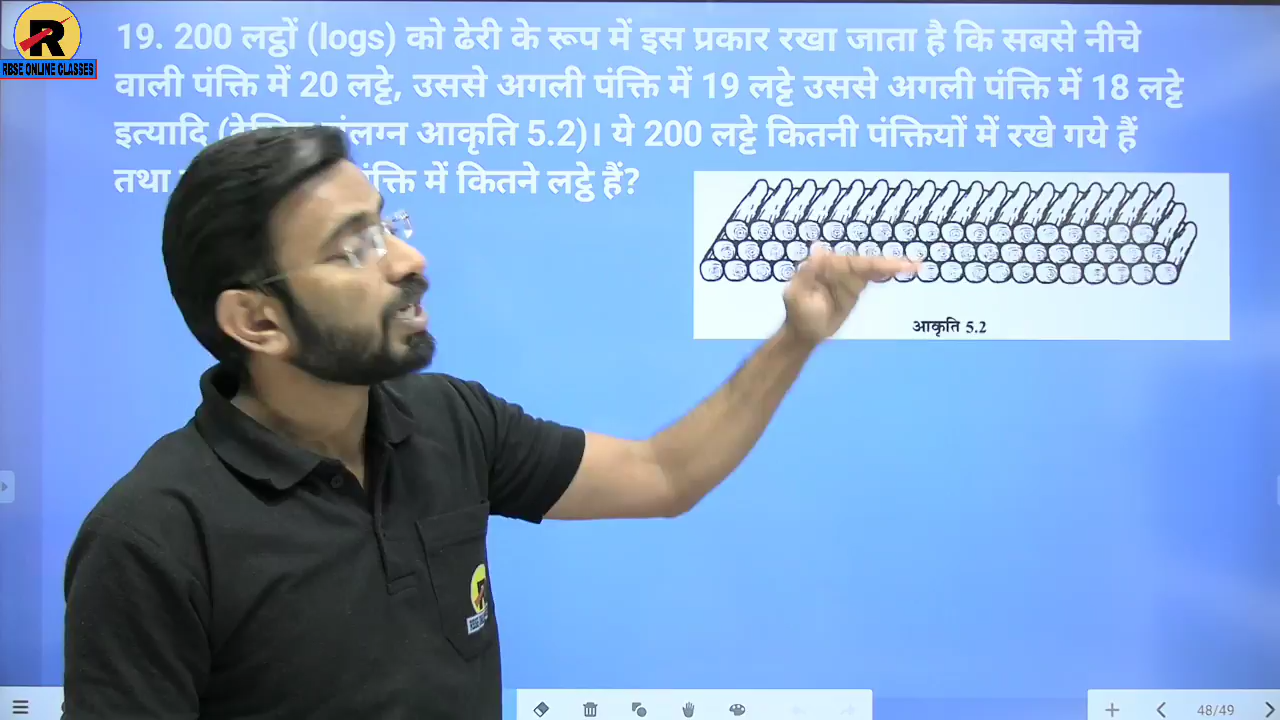 R
RBSE ONLINE CLASSES
19. 200 लट्ठों (logs) को ढेरी के रूप में इस प्रकार रखा जाता है कि सबसे नीचे
वाली पंक्ति में 20 लट्टे, उससे अगली पंक्ति में 19 लट्टे उससे अगली पंक्ति में 18 लट्टे
इत्यादि संलग्न आकृति 5.2)। ये 200 लट्टे कितनी पंक्तियों में रखे गये हैं
तथा पंक्ति में कितने लट्ठे हैं?
आकृति 5.2
R
48/49